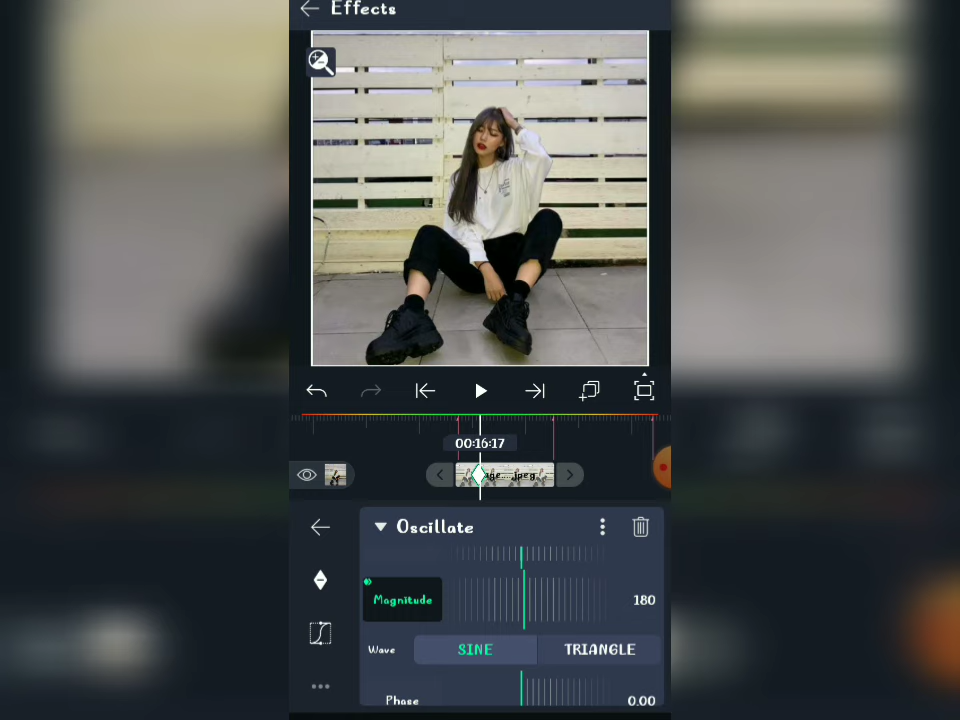 Effects
00:16:17
Oscillate
Magnitude
180
Wave
SINE
TRIANGLE
Phase
0.00